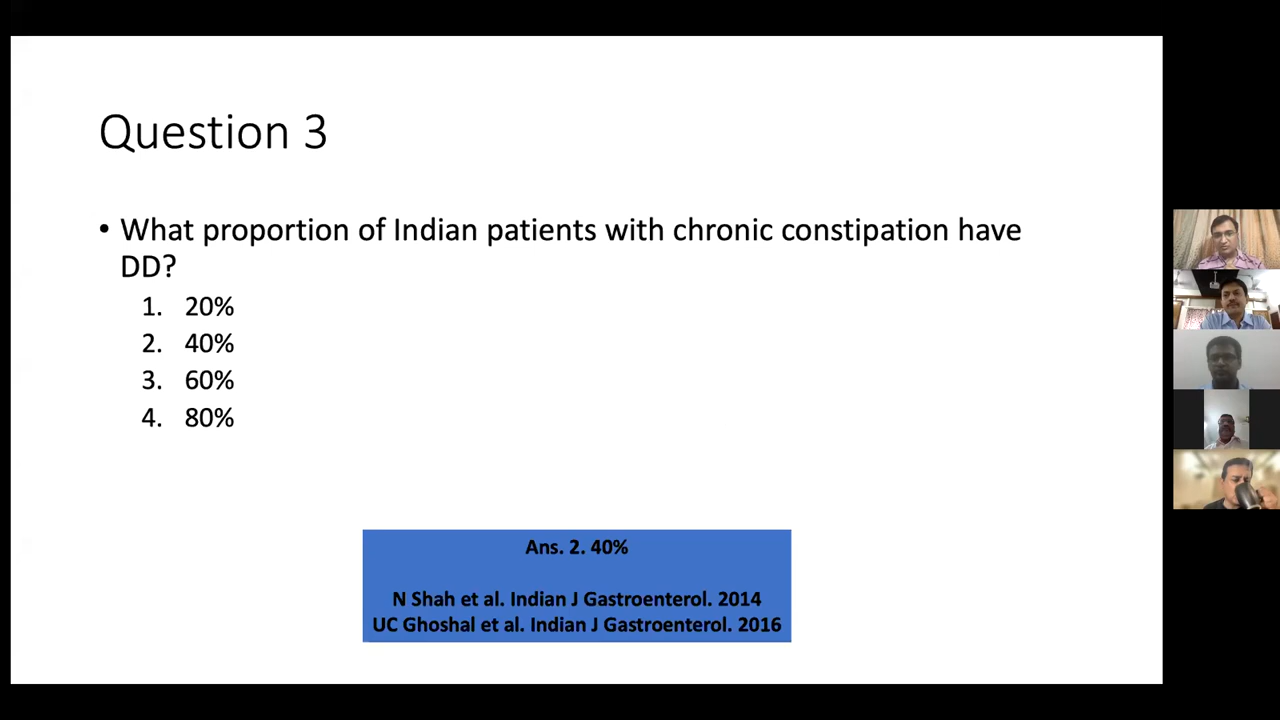 Question 3
• What proportion of Indian patients with chronic constipation have
DD?
1. 20%
2. 40%
3. 60%
4. 80%
Ans. 2. 40%
N Shah et al. Indian J Gastroenterol. 2014
UC Ghoshal et al. Indian J Gastroenterol. 2016